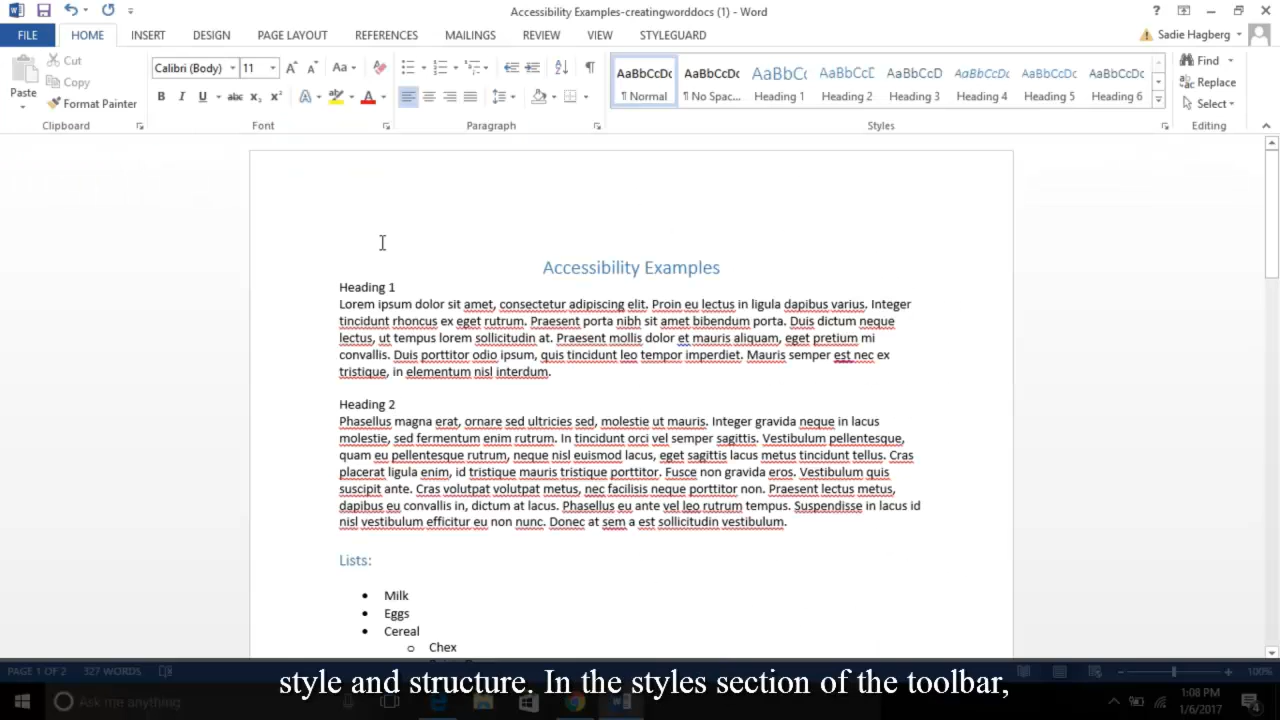 Accessibility Examples-creatingworddocs (1) - Word
?
FILE HOME INSERT DESIGN PAGE LAYOUT REFERENCES MAILINGS REVIEW VIEW STYLEGUARD Sadie Hagberg
Paste
Cut
Copy
Format Painter
Clipboard
Calibri (Body) 11
Font
Paragraph
AaBbCcDc AaBbCcDc AaBbCc AaBbCcE AaBbCcD AaBbCcD AaBbCcDc AaBbCcDc
¶ Normal ¶ No Spac... Heading 1 Heading 2 Heading 3 Heading 4 Heading 5 Heading 6
Styles
Find
Replace
Select
Editing
Accessibility Examples
Heading 1
Lorem ipsum dolor sit amet, consectetur adipiscing elit. Proin eu lectus in ligula dapibus varius. Integer
tincidunt rhoncus ex eget rutrum. Praesent porta nibh sit amet bibendum porta. Duis dictum neque
lectus, ut tempus lorem sollicitudin at. Praesent mollis dolor et mauris aliquam, eget pretium mi
convallis. Duis porttitor odio ipsum, quis tincidunt leo tempor imperdiet. Mauris semper est nec ex
tristique, in elementum nisl interdum.
Heading 2
Phasellus magna erat, ornare sed ultricies sed, molestie ut mauris. Integer gravida neque in lacus
molestie, sed fermentum enim rutrum. In tincidunt orci vel semper sagittis. Vestibulum pellentesque,
quam eu pellentesque rutrum, neque nisl euismod lacus, eget sagittis lacus metus tincidunt tellus. Cras
placerat ligula enim, id tristique mauris tristique porttitor. Fusce non gravida eros. Vestibulum quis
suscipit ante. Cras volutpat volutpat metus, nec facilisis neque porttitor non. Praesent lectus metus,
dapibus eu convallis in, dictum at lacus. Phasellus eu ante vel leo rutrum tempus. Suspendisse in lacus id
nisl vestibulum efficitur eu non nunc. Donec at sem a est sollicitudin vestibulum.
Lists:
• Milk
• Eggs
• Cereal
o Chex
PAGE 1 OF 2 327 WORDS 100%
style and structure. In the styles section of the toolbar,
Ask me anything
1:08 PM
1/6/2017